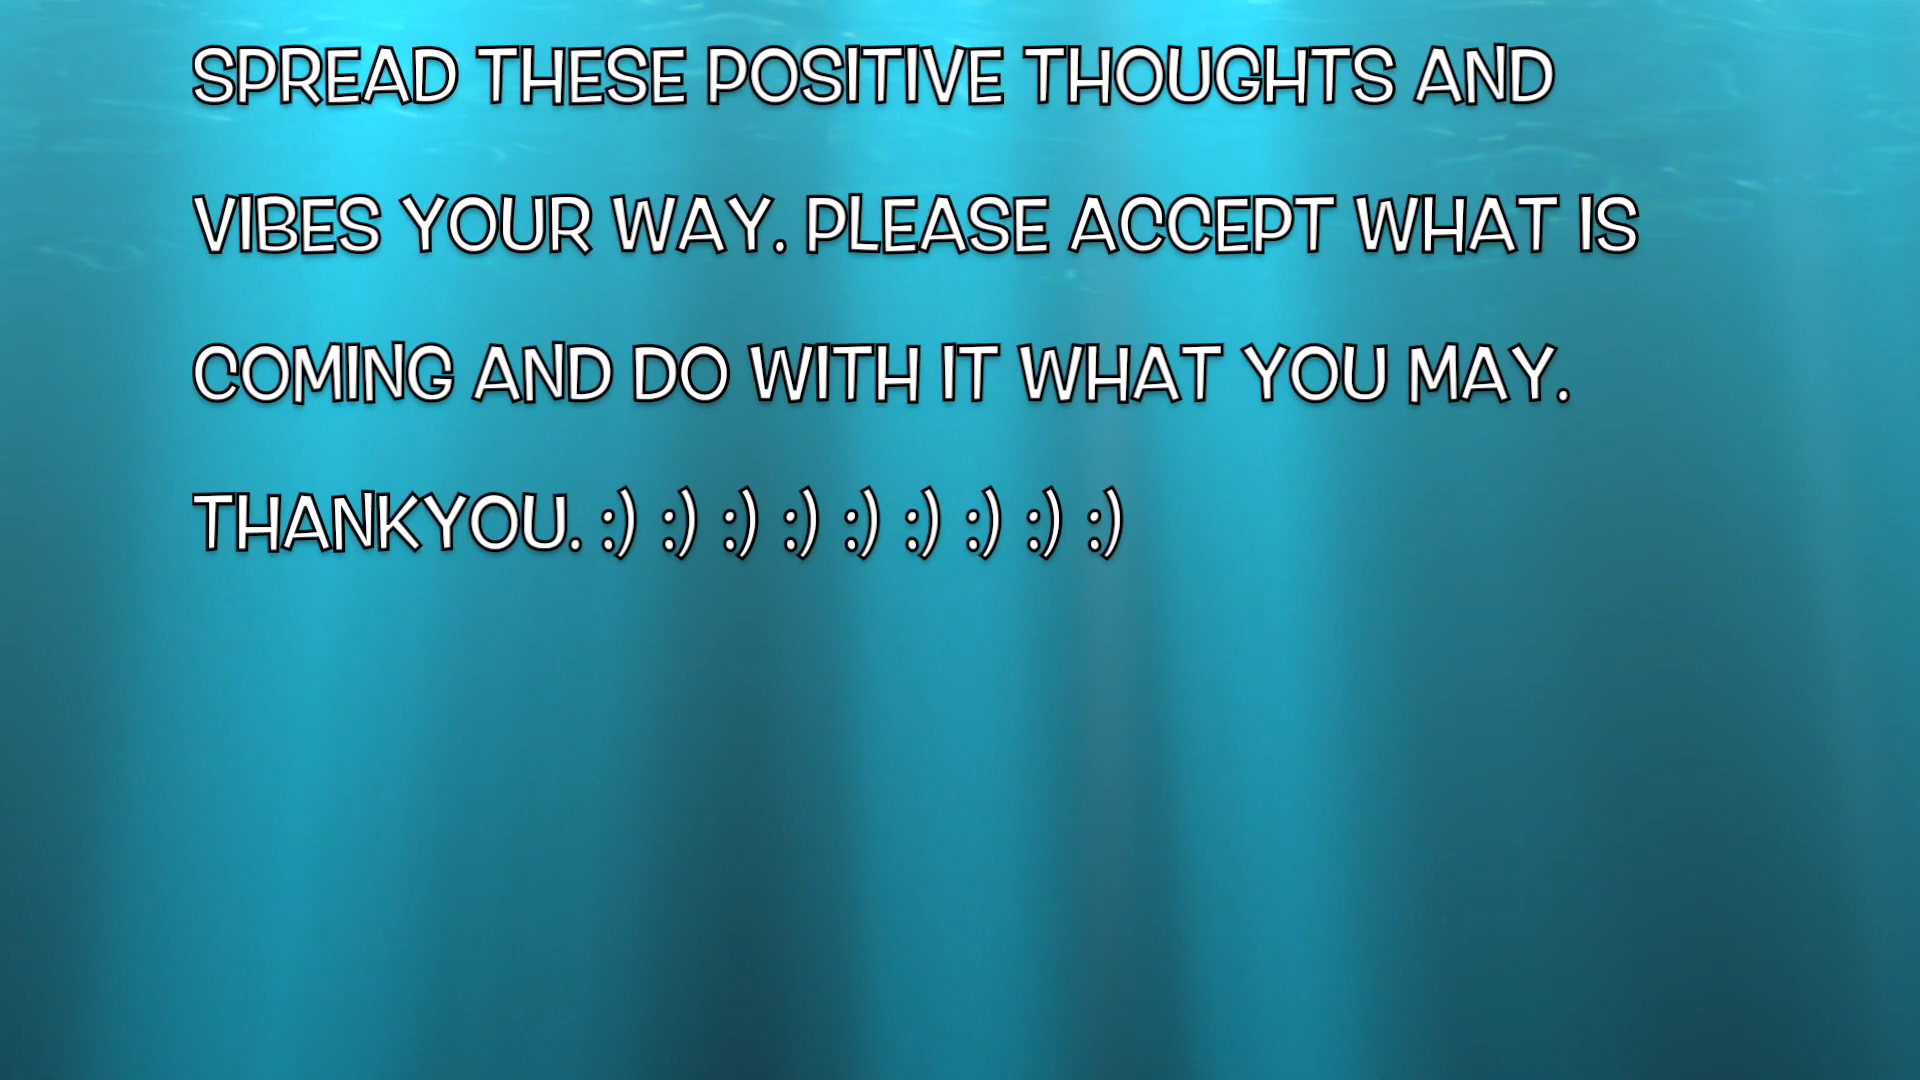 SPREAD THESE POSITIVE THOUGHTS AND
VIBES YOUR WAY. PLEASE ACCEPT WHAT IS
COMING AND DO WITH IT WHAT YOU MAY.
THANKYOU. :) :) :) :) :) :) :) :) :)